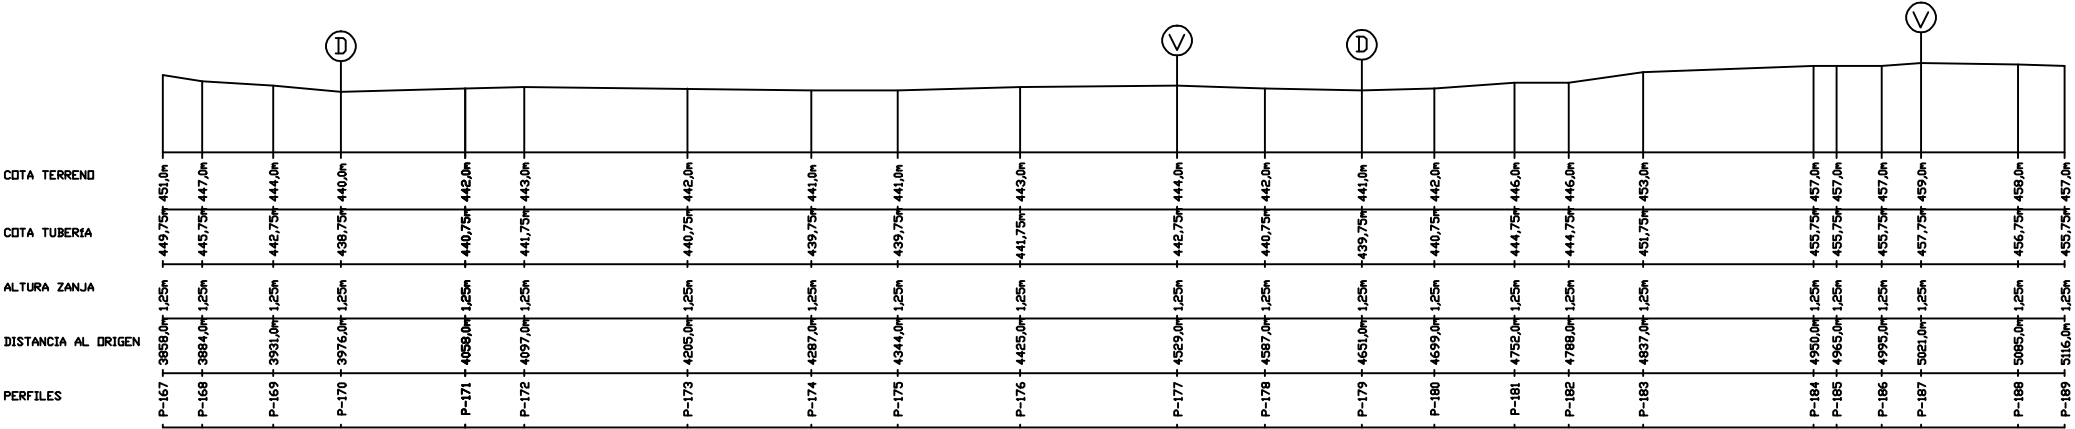 D V D V
COTA TERRENO 451,0m 447,0m 444,0m 440,0m 442,0m 443,0m 442,0m 441,0m 441,0m 443,0m 444,0m 442,0m 441,0m 442,0m 446,0m 446,0m 453,0m 457,0m 457,0m 457,0m 459,0m 458,0m 457,0m
COTA TUBERíA 449,75m 445,75m 442,75m 438,75m 440,75m 441,75m 440,75m 439,75m 439,75m 441,75m 442,75m 440,75m 439,75m 440,75m 444,75m 444,75m 451,75m 455,75m 455,75m 455,75m 457,75m 456,75m 455,75m
ALTURA ZANJA 1,25m 1,25m 1,25m 1,25m 1,25m 1,25m 1,25m 1,25m 1,25m 1,25m 1,25m 1,25m 1,25m 1,25m 1,25m 1,25m 1,25m 1,25m 1,25m 1,25m 1,25m 1,25m 1,25m
DISTANCIA AL ORIGEN 3858,0m 3884,0m 3931,0m 3976,0m 4058,0m 4097,0m 4205,0m 4287,0m 4344,0m 4425,0m 4529,0m 4587,0m 4651,0m 4699,0m 4752,0m 4788,0m 4837,0m 4950,0m 4965,0m 4995,0m 5021,0m 5085,0m 5116,0m
PERFILES P-167 P-168 P-169 P-170 P-171 P-172 P-173 P-174 P-175 P-176 P-177 P-178 P-179 P-180 P-181 P-182 P-183 P-184 P-185 P-186 P-187 P-188 P-189